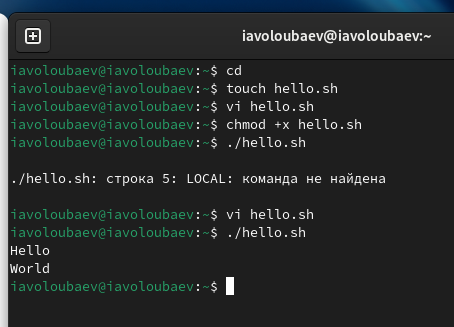 iavoloubaev@iavoloubaev:~
iavoloubaev@iavoloubaev:~$ cd
iavoloubaev@iavoloubaev:~$ touch hello.sh
iavoloubaev@iavoloubaev:~$ vi hello.sh
iavoloubaev@iavoloubaev:~$ chmod +x hello.sh
iavoloubaev@iavoloubaev:~$ ./hello.sh
./hello.sh: строка 5: LOCAL: команда не найдена
iavoloubaev@iavoloubaev:~$ vi hello.sh
iavoloubaev@iavoloubaev:~$ ./hello.sh
Hello
World
iavoloubaev@iavoloubaev:~$